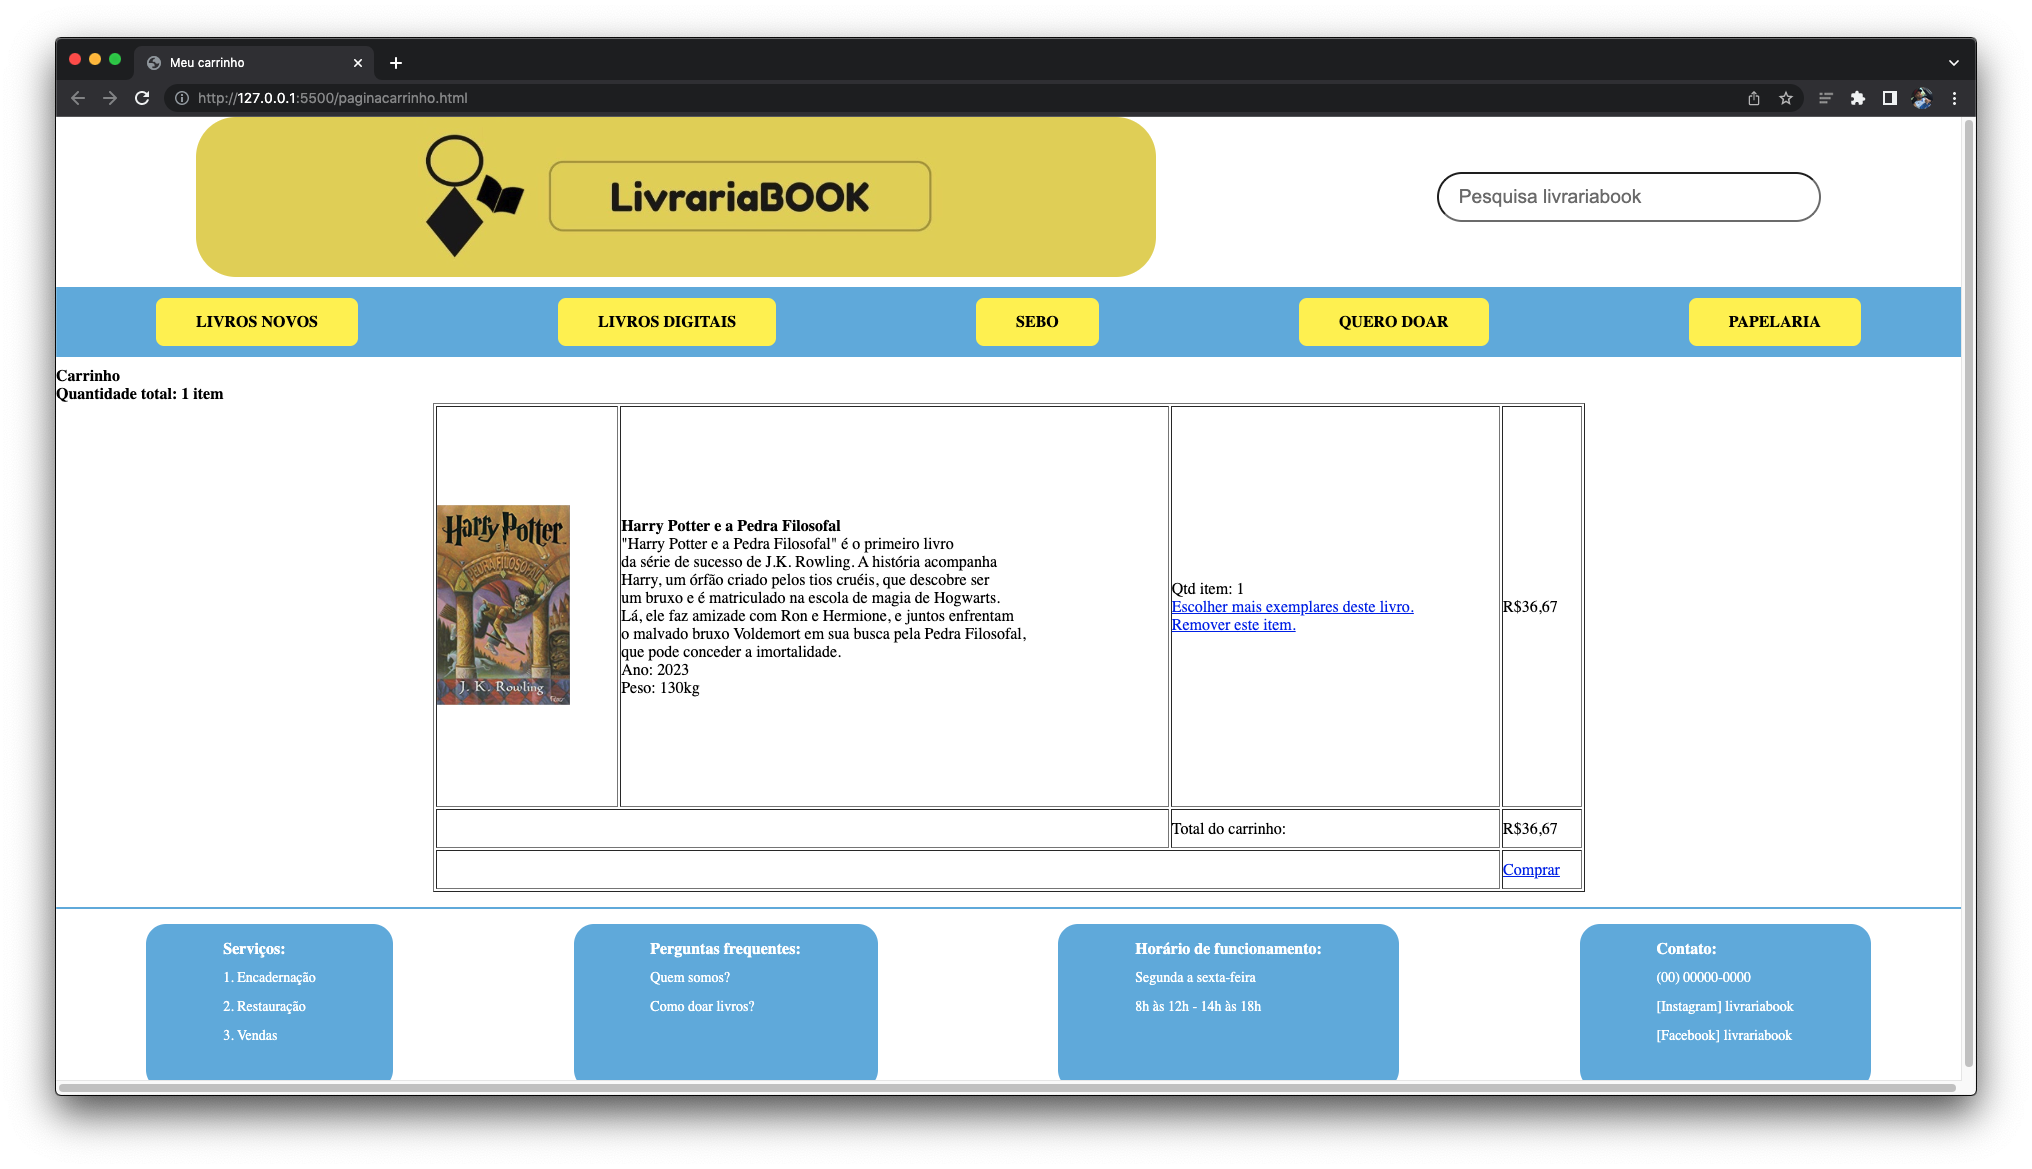 Meu carrinho
http://127.0.0.1:5500/paginacarrinho.html
LivrariaBOOK
Pesquisa livrariabook
LIVROS NOVOS
LIVROS DIGITAIS
SEBO
QUERO DOAR
PAPELARIA
Carrinho
Quantidade total: 1 item
Harry Potter
E A
PEDRA FILOSOFAL
J. K. Rowling
Harry Potter e a Pedra Filosofal
"Harry Potter e a Pedra Filosofal" é o primeiro livro
da série de sucesso de J.K. Rowling. A história acompanha
Harry, um órfão criado pelos tios cruéis, que descobre ser
um bruxo e é matriculado na escola de magia de Hogwarts.
Lá, ele faz amizade com Ron e Hermione, e juntos enfrentam
o malvado bruxo Voldemort em sua busca pela Pedra Filosofal,
que pode conceder a imortalidade.
Ano: 2023
Peso: 130kg
Qtd item: 1
Escolher mais exemplares deste livro.
Remover este item.
R$36,67
Total do carrinho:
R$36,67
Comprar
Serviços:
1. Encadernação
2. Restauração
3. Vendas
Perguntas frequentes:
Quem somos?
Como doar livros?
Horário de funcionamento:
Segunda a sexta-feira
8h às 12h - 14h às 18h
Contato:
(00) 00000-0000
[Instagram] livrariabook
[Facebook] livrariabook